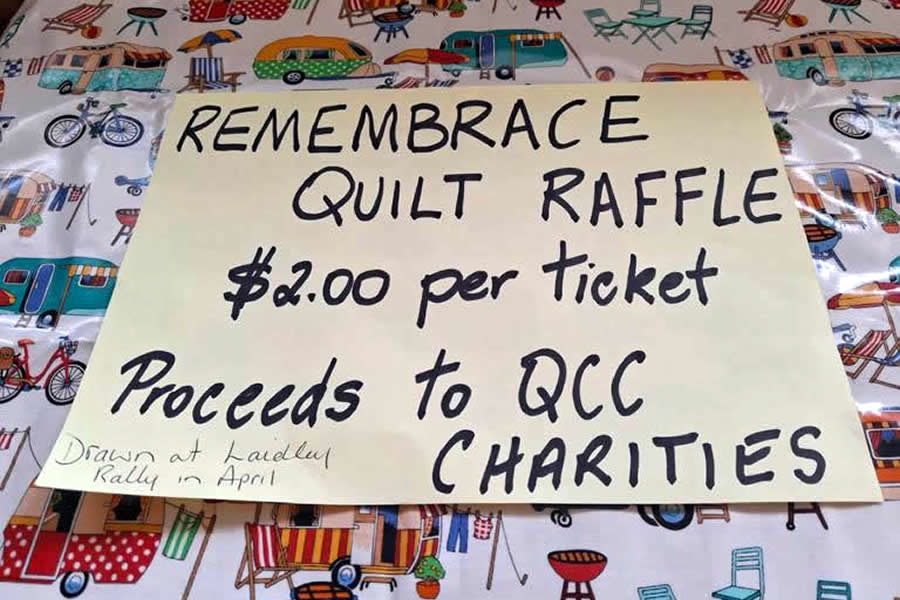 REMEMBRACE
QUILT RAFFLE
$2.00 per ticket
Proceeds to QCC
CHARITIES
Drawn at Laidley
Rally in April